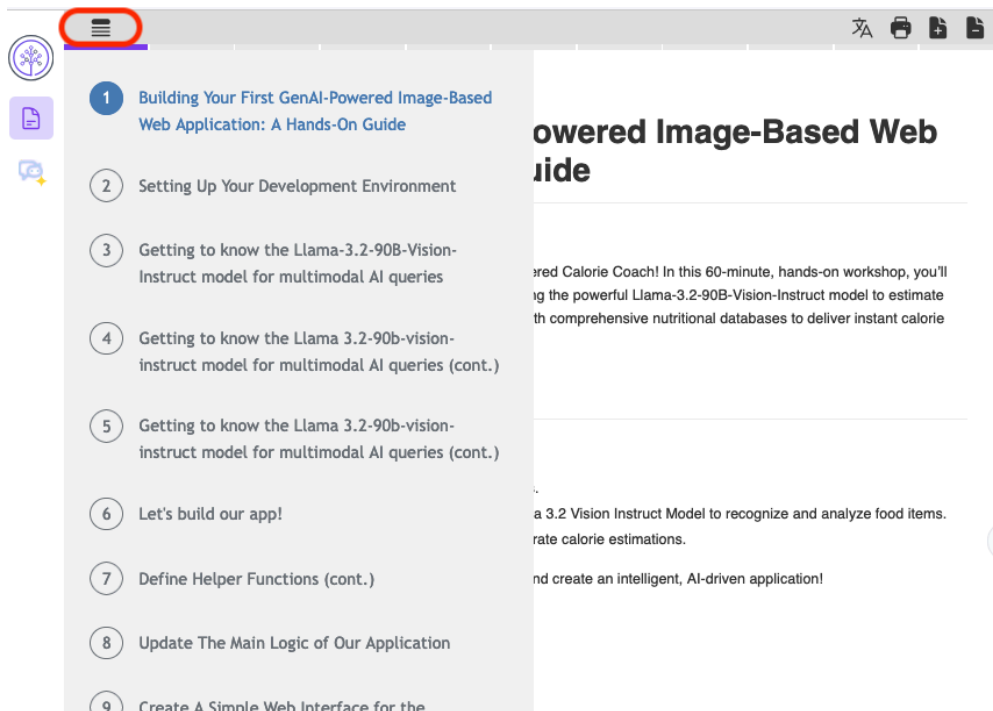 1 Building Your First GenAI-Powered Image-Based
Web Application: A Hands-On Guide
2 Setting Up Your Development Environment
3 Getting to know the Llama-3.2-90B-Vision-
Instruct model for multimodal AI queries
4 Getting to know the Llama 3.2-90b-vision-
instruct model for multimodal AI queries (cont.)
5 Getting to know the Llama 3.2-90b-vision-
instruct model for multimodal AI queries (cont.)
6 Let's build our app!
7 Define Helper Functions (cont.)
8 Update The Main Logic of Our Application
9 Create A Simple Web Interface for the
owered Image-Based Web
uide
ered Calorie Coach! In this 60-minute, hands-on workshop, you'll
ng the powerful Llama-3.2-90B-Vision-Instruct model to estimate
th comprehensive nutritional databases to deliver instant calorie
a 3.2 Vision Instruct Model to recognize and analyze food items.
rate calorie estimations.
nd create an intelligent, AI-driven application!